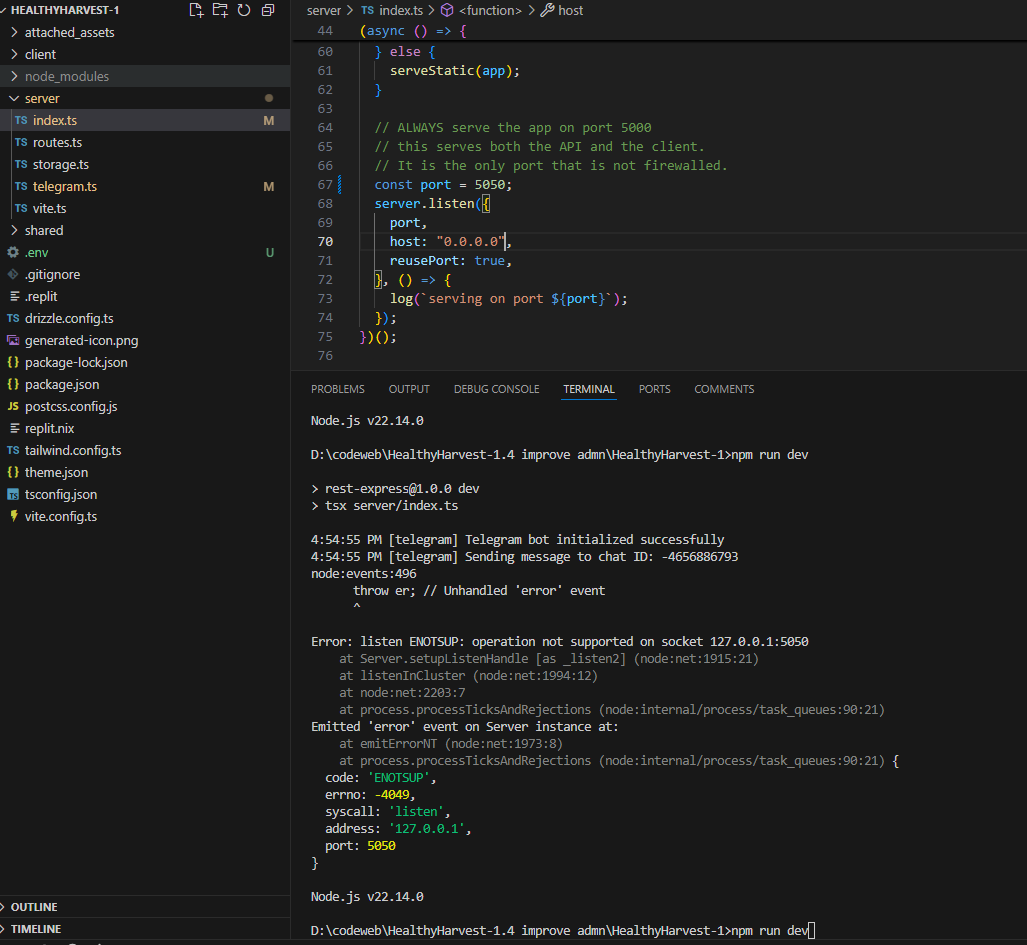 HEALTHYHARVEST-1
attached_assets
client
node_modules
server
TS index.ts M
TS routes.ts
TS storage.ts
TS telegram.ts M
TS vite.ts
shared
.env U
.gitignore
.replit
TS drizzle.config.ts
generated-icon.png
{} package-lock.json
{} package.json
JS postcss.config.js
replit.nix
TS tailwind.config.ts
{} theme.json
TS tsconfig.json
vite.config.ts
OUTLINE
TIMELINE
server > TS index.ts > <function> > host
44 (async () => {
60 } else {
61 serveStatic(app);
62 }
63
64 // ALWAYS serve the app on port 5000
65 // this serves both the API and the client.
66 // It is the only port that is not firewalled.
67 const port = 5050;
68 server.listen({
69 port,
70 host: "0.0.0.0",
71 reusePort: true,
72 }, () => {
73 log(`serving on port ${port}`);
74 });
75 })();
76
PROBLEMS OUTPUT DEBUG CONSOLE TERMINAL PORTS COMMENTS
Node.js v22.14.0
D:\codeweb\HealthyHarvest-1.4 improve admn\HealthyHarvest-1>npm run dev
> rest-express@1.0.0 dev
> tsx server/index.ts
4:54:55 PM [telegram] Telegram bot initialized successfully
4:54:55 PM [telegram] Sending message to chat ID: -4656886793
node:events:496
throw er; // Unhandled 'error' event
^
Error: listen ENOTSUP: operation not supported on socket 127.0.0.1:5050
at Server.setupListenHandle [as _listen2] (node:net:1915:21)
at listenInCluster (node:net:1994:12)
at node:net:2203:7
at process.processTicksAndRejections (node:internal/process/task_queues:90:21)
Emitted 'error' event on Server instance at:
at emitErrorNT (node:net:1973:8)
at process.processTicksAndRejections (node:internal/process/task_queues:90:21) {
code: 'ENOTSUP',
errno: -4049,
syscall: 'listen',
address: '127.0.0.1',
port: 5050
}
Node.js v22.14.0
D:\codeweb\HealthyHarvest-1.4 improve admn\HealthyHarvest-1>npm run dev